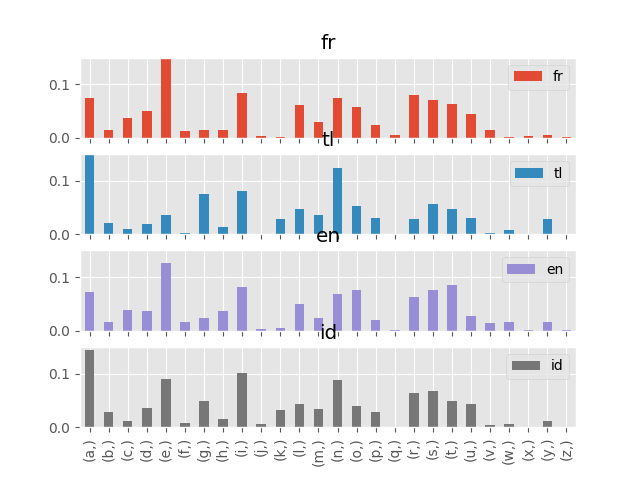 fr
0.1
0.0
fr
tl
0.1
0.0
tl
en
0.1
0.0
en
id
0.1
0.0
id
(a,) (b,) (c,) (d,) (e,) (f,) (g,) (h,) (i,) (j,) (k,) (l,) (m,) (n,) (o,) (p,) (q,) (r,) (s,) (t,) (u,) (v,) (w,) (x,) (y,) (z,)